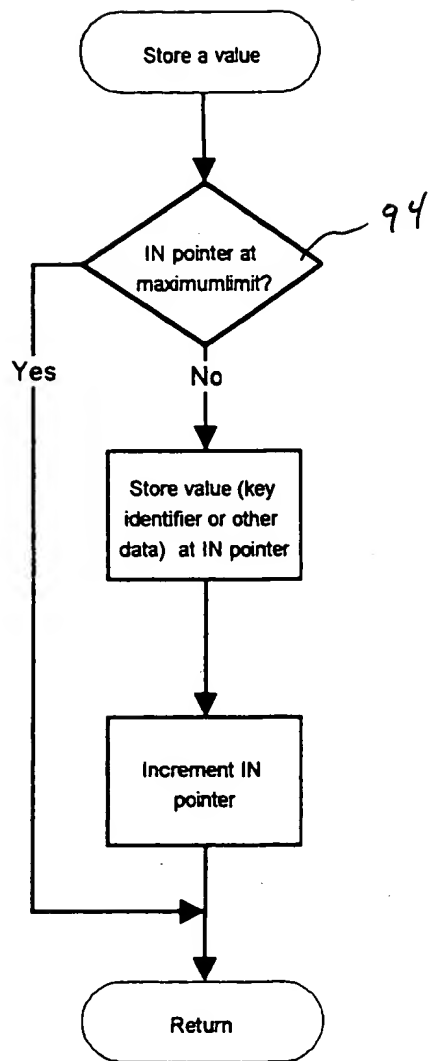 Store a value
94
IN pointer at
maximumlimit?
Yes
No
Store value (key
identifier or other
data) at IN pointer
Increment IN
pointer
Return